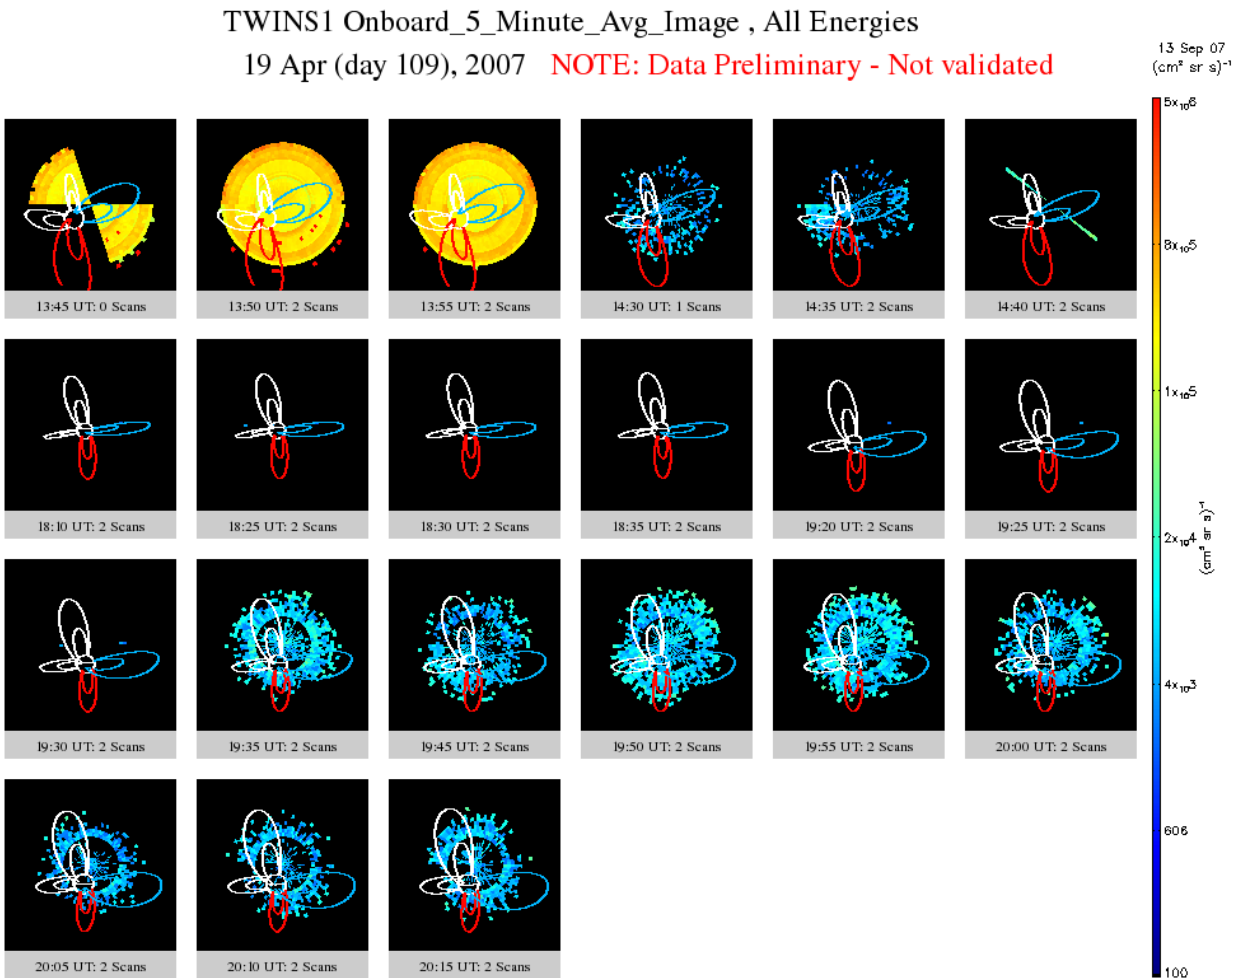 TWINS1 Onboard_5_Minute_Avg_Image , All Energies
19 Apr (day 109), 2007 NOTE: Data Preliminary - Not validated
13 Sep 07
(cm² sr s)⁻¹
5x₁₀6
13:45 UT: 0 Scans
13:50 UT: 2 Scans
13:55 UT: 2 Scans
14:30 UT: 1 Scans
14:35 UT: 2 Scans
14:40 UT: 2 Scans
8x₁₀5
1x₁₀5
18:10 UT: 2 Scans
18:25 UT: 2 Scans
18:30 UT: 2 Scans
18:35 UT: 2 Scans
19:20 UT: 2 Scans
19:25 UT: 2 Scans
2x₁₀4
(cm² sr s)⁻¹
19:30 UT: 2 Scans
19:35 UT: 2 Scans
19:45 UT: 2 Scans
19:50 UT: 2 Scans
19:55 UT: 2 Scans
20:00 UT: 2 Scans
4x₁₀3
606
20:05 UT: 2 Scans
20:10 UT: 2 Scans
20:15 UT: 2 Scans
100